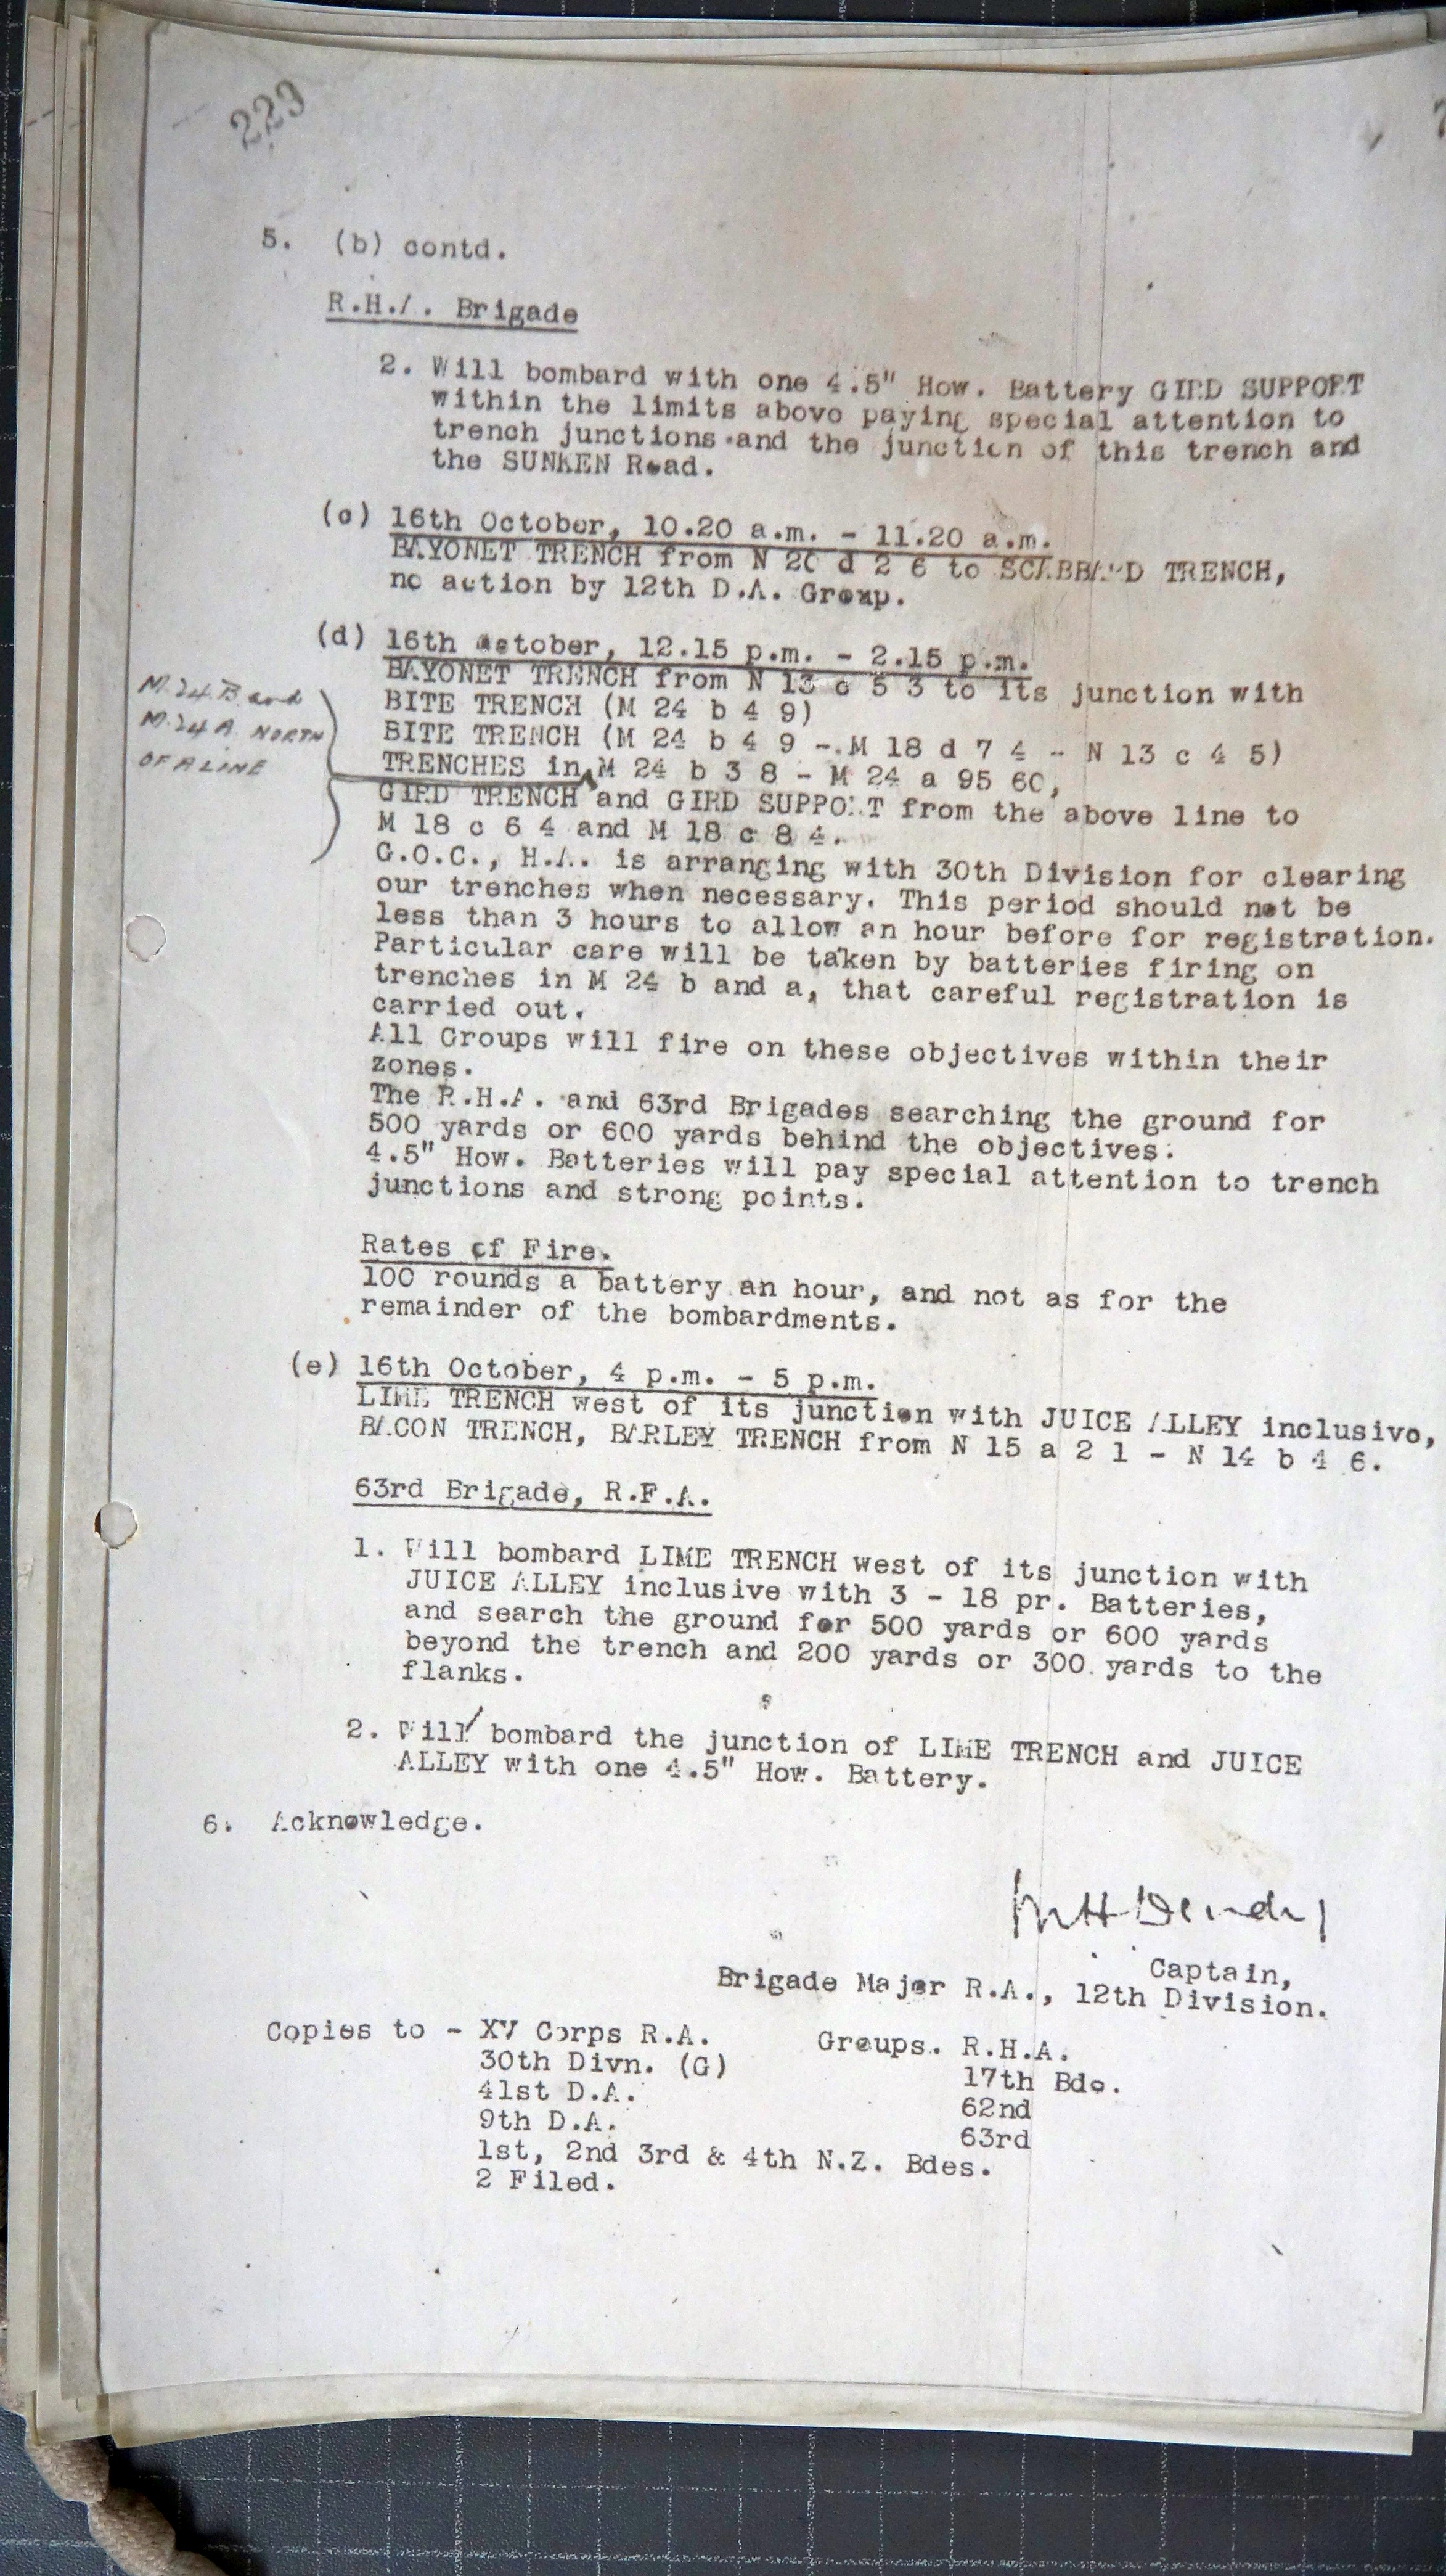 229
5. (b) contd.
R.H.A. Brigade
2. Will bombard with one 4.5" How. Battery GIRD SUPPORT
within the limits above paying special attention to
trench junctions and the junction of this trench and
the SUNKEN Road.
(c) 16th October, 10.20 a.m. - 11.20 a.m.
BAYONET TRENCH from N 20 d 2 6 to SCABBARD TRENCH,
no action by 12th D.A. Group.
(d) 16th October, 12.15 p.m. - 2.15 p.m.
BAYONET TRENCH from N 13 c 5 3 to its junction with
BITE TRENCH (M 24 b 4 9)
BITE TRENCH (M 24 b 4 9 - M 18 d 7 4 - N 13 c 4 5)
M 24 B and
M 24 A NORTH
OF A LINE
TRENCHES in M 24 b 3 8 - M 24 a 95 60,
GIRD TRENCH and GIRD SUPPORT from the above line to
M 18 c 6 4 and M 18 c 8 4.
G.O.C., H.A. is arranging with 30th Division for clearing
our trenches when necessary. This period should not be
less than 3 hours to allow an hour before for registration.
Particular care will be taken by batteries firing on
trenches in M 24 b and a, that careful registration is
carried out.
All Groups will fire on these objectives within their
zones.
The R.H.A. and 63rd Brigades searching the ground for
500 yards or 600 yards behind the objectives.
4.5" How. Batteries will pay special attention to trench
junctions and strong points.
Rates of Fire.
100 rounds a battery an hour, and not as for the
remainder of the bombardments.
(e) 16th October, 4 p.m. - 5 p.m.
LIME TRENCH west of its junction with JUICE ALLEY inclusive,
BACON TRENCH, BARLEY TRENCH from N 15 a 2 1 - N 14 b 4 6.
63rd Brigade, R.F.A.
1. Will bombard LIME TRENCH west of its junction with
JUICE ALLEY inclusive with 3 - 18 pr. Batteries,
and search the ground for 500 yards or 600 yards
beyond the trench and 200 yards or 300 yards to the
flanks.
2. Will bombard the junction of LIME TRENCH and JUICE
ALLEY with one 4.5" How. Battery.
6. Acknowledge.
Captain,
Brigade Major R.A., 12th Division.
Copies to - XV Corps R.A. Groups. R.H.A.
30th Divn. (G) 17th Bde.
41st D.A. 62nd
9th D.A. 63rd
1st, 2nd 3rd & 4th N.Z. Bdes.
2 Filed.